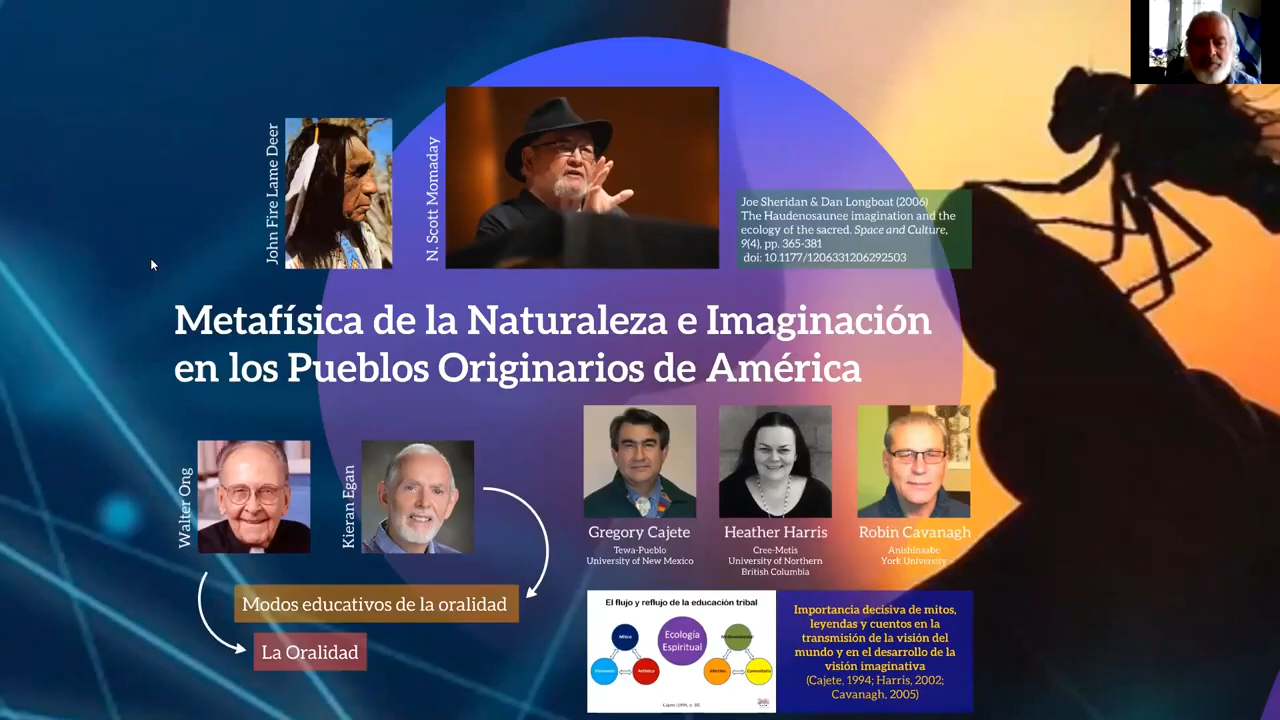 John Fire Lame Deer
N. Scott Momaday
Joe Sheridan & Dan Longboat (2006)
The Haudenosaunee imagination and the
ecology of the sacred. Space and Culture,
9(4), pp. 365-381
doi: 10.1177/1206331206292503
Metafísica de la Naturaleza e Imaginación
en los Pueblos Originarios de América
Walter Ong
Kieran Egan
Modos educativos de la oralidad
La Oralidad
Gregory Cajete
Tewa-Pueblo
University of New Mexico
Heather Harris
Cree-Metis
University of Northern
British Columbia
Robin Cavanagh
Anishinaabe
York University
El flujo y reflujo de la educación tribal
Mítico
Visionario
Artístico
Ecología
Espiritual
Afectivo
Comunitario
Importancia decisiva de mitos,
leyendas y cuentos en la
transmisión de la visión del
mundo y en el desarrollo de la
visión imaginativa
(Cajete, 1994; Harris, 2002;
Cavanagh, 2005)